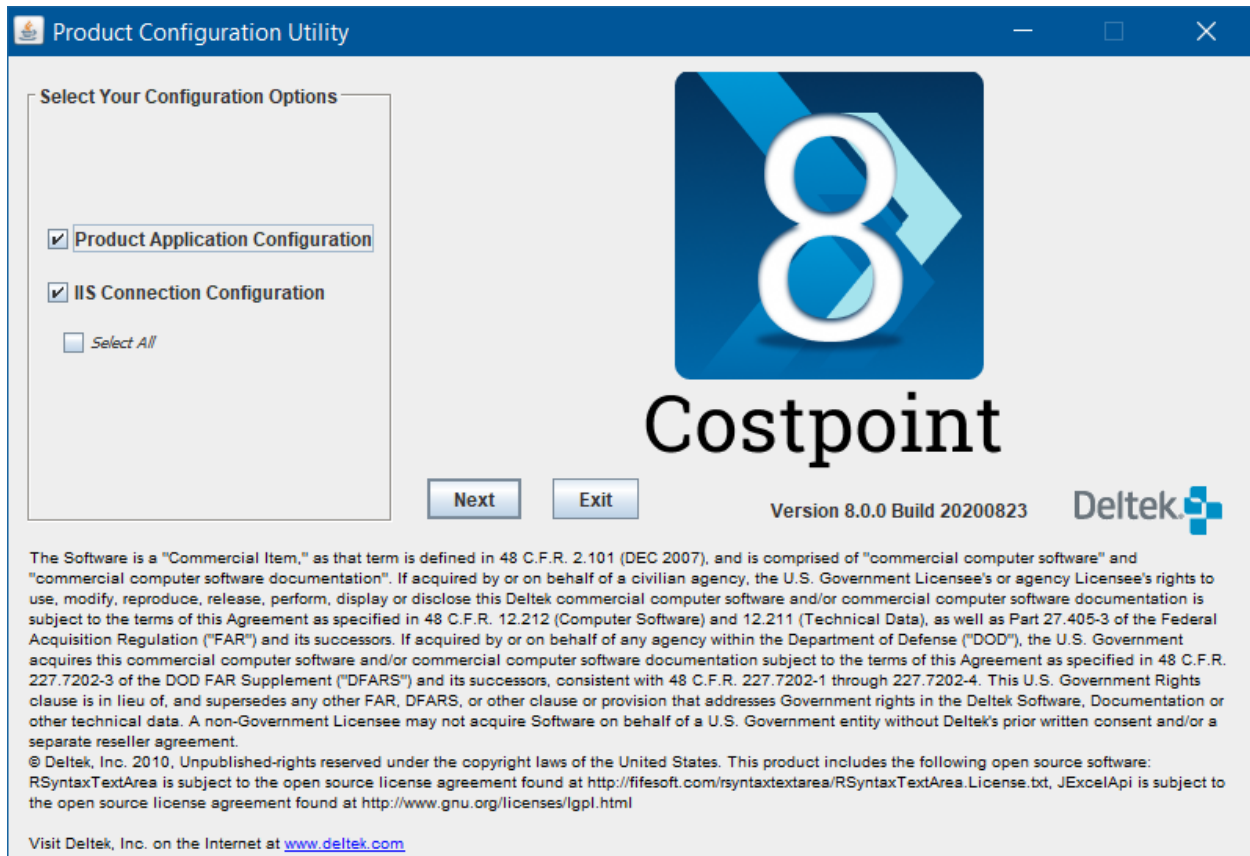 Product Configuration Utility
Select Your Configuration Options
Product Application Configuration
IIS Connection Configuration
Select All
8
Costpoint
Next
Exit
Version 8.0.0 Build 20200823
Deltek.
The Software is a "Commercial Item," as that term is defined in 48 C.F.R. 2.101 (DEC 2007), and is comprised of "commercial computer software" and
"commercial computer software documentation". If acquired by or on behalf of a civilian agency, the U.S. Government Licensee's or agency Licensee's rights to
use, modify, reproduce, release, perform, display or disclose this Deltek commercial computer software and/or commercial computer software documentation is
subject to the terms of this Agreement as specified in 48 C.F.R. 12.212 (Computer Software) and 12.211 (Technical Data), as well as Part 27.405-3 of the Federal
Acquisition Regulation ("FAR") and its successors. If acquired by or on behalf of any agency within the Department of Defense ("DOD"), the U.S. Government
acquires this commercial computer software and/or commercial computer software documentation subject to the terms of this Agreement as specified in 48 C.F.R.
227.7202-3 of the DOD FAR Supplement ("DFARS") and its successors, consistent with 48 C.F.R. 227.7202-1 through 227.7202-4. This U.S. Government Rights
clause is in lieu of, and supersedes any other FAR, DFARS, or other clause or provision that addresses Government rights in the Deltek Software, Documentation or
other technical data. A non-Government Licensee may not acquire Software on behalf of a U.S. Government entity without Deltek's prior written consent and/or a
separate reseller agreement.
© Deltek, Inc. 2010, Unpublished-rights reserved under the copyright laws of the United States. This product includes the following open source software:
RSyntaxTextArea is subject to the open source license agreement found at http://fifesoft.com/rsyntaxtextarea/RSyntaxTextArea.License.txt, JExcelApi is subject to
the open source license agreement found at http://www.gnu.org/licenses/lgpl.html
Visit Deltek, Inc. on the Internet at www.deltek.com